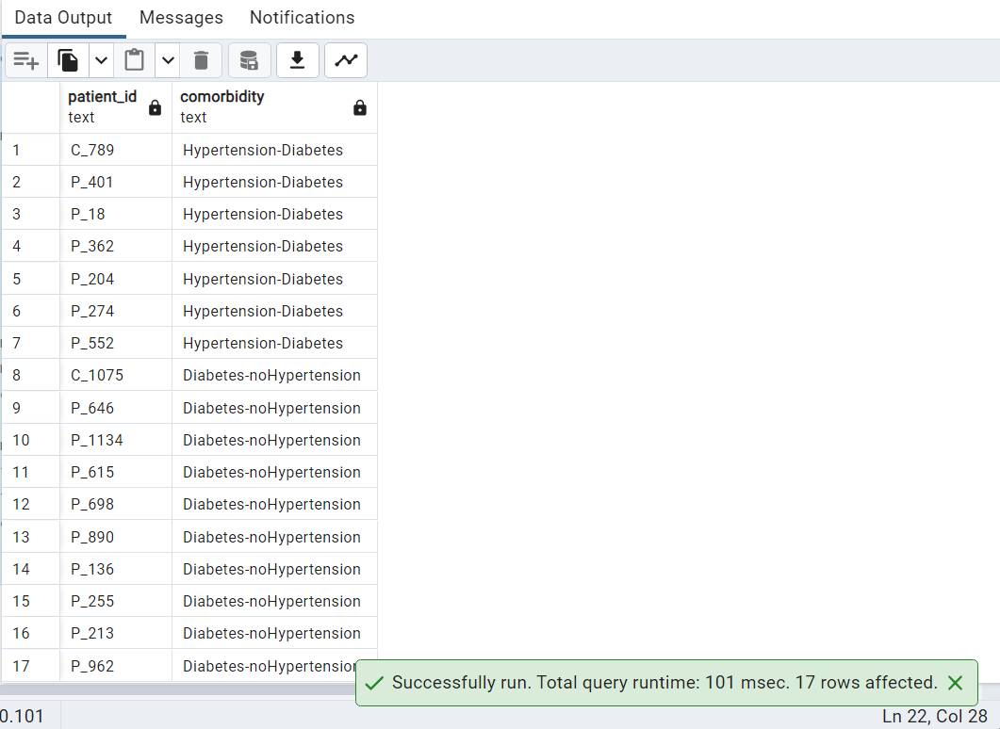 Data Output Messages Notifications
patient_id comorbidity
text text
1 C_789 Hypertension-Diabetes
2 P_401 Hypertension-Diabetes
3 P_18 Hypertension-Diabetes
4 P_362 Hypertension-Diabetes
5 P_204 Hypertension-Diabetes
6 P_274 Hypertension-Diabetes
7 P_552 Hypertension-Diabetes
8 C_1075 Diabetes-noHypertension
9 P_646 Diabetes-noHypertension
10 P_1134 Diabetes-noHypertension
11 P_615 Diabetes-noHypertension
12 P_698 Diabetes-noHypertension
13 P_890 Diabetes-noHypertension
14 P_136 Diabetes-noHypertension
15 P_255 Diabetes-noHypertension
16 P_213 Diabetes-noHypertension
17 P_962 Diabetes-noHypertension
Successfully run. Total query runtime: 101 msec. 17 rows affected.
0.101 Ln 22, Col 28